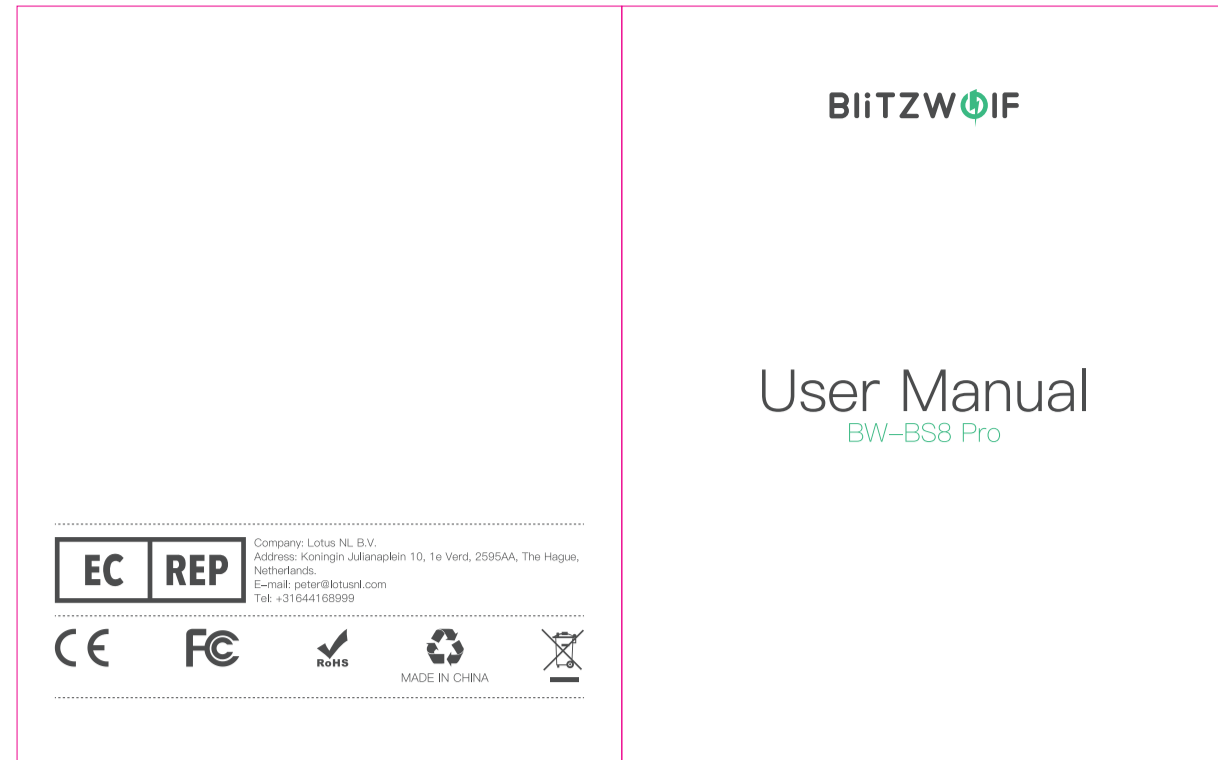 BliTZWOlF
User Manual
BW-BS8 Pro
EC REP
Company: Lotus NL B.V.
Address: Koningin Julianaplein 10, 1e Verd, 2595AA, The Hague,
Netherlands.
E-mail: peter@lotusnl.com
Tel: +31644168999
CE
FC
RoHS
MADE IN CHINA